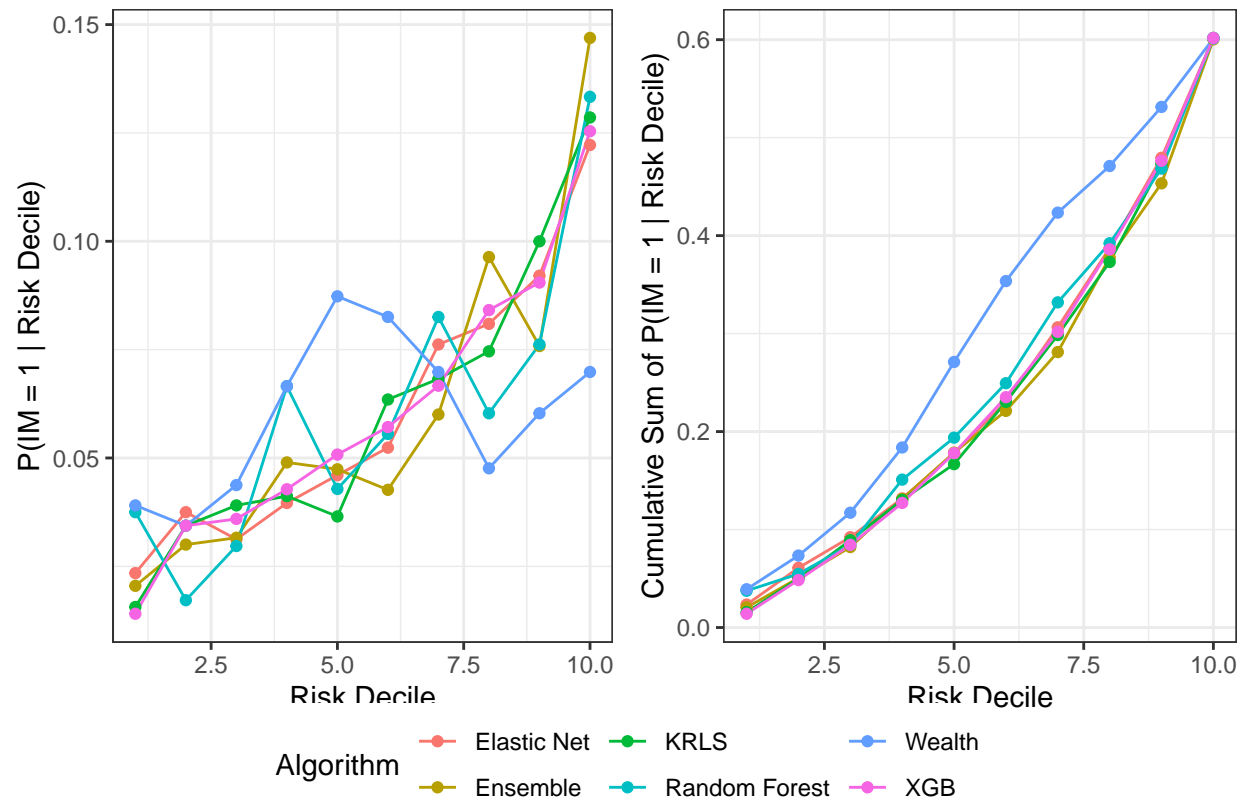 P(IM = 1 | Risk Decile)
0.15
0.10
0.05
2.5
5.0
7.5
10.0
Risk Decile
Cumulative Sum of P(IM = 1 | Risk Decile)
0.6
0.4
0.2
0.0
2.5
5.0
7.5
10.0
Risk Decile
Algorithm
Elastic Net
Ensemble
KRLS
Random Forest
Wealth
XGB